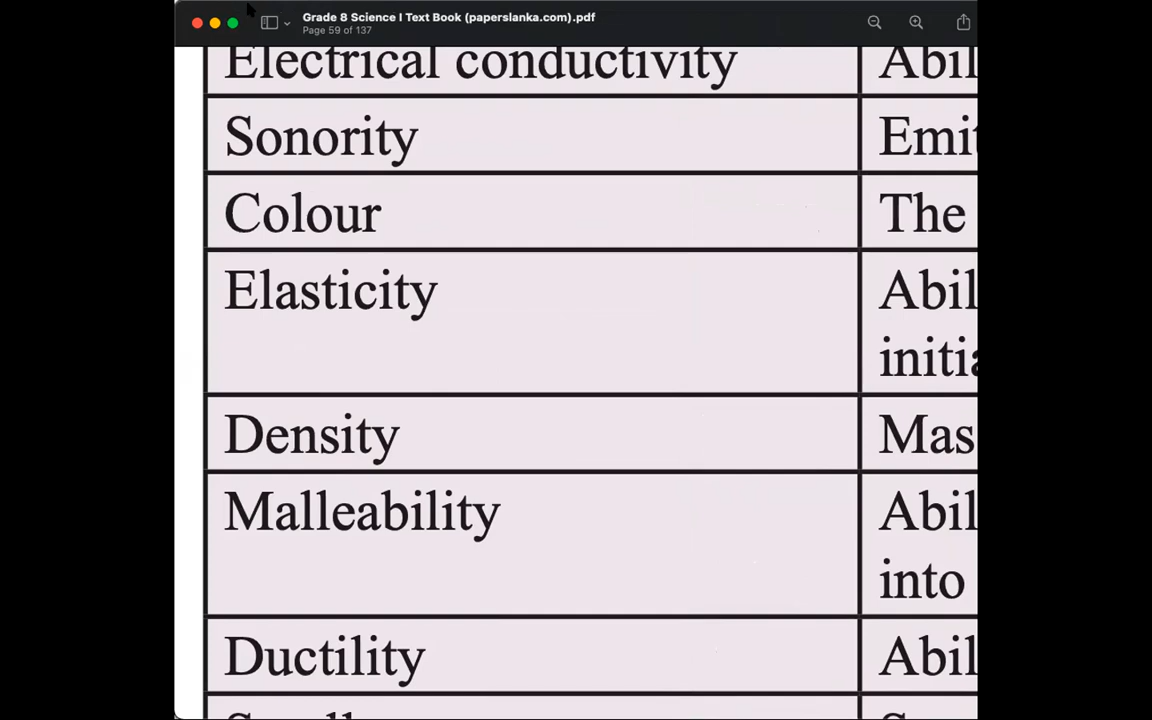 Grade 8 Science I Text Book (paperslanka.com).pdf
Page 59 of 137
Electrical conductivity Abil
Sonority Emit
Colour The
Elasticity Abil
initia
Density Mas
Malleability Abil
into
Ductility Abil